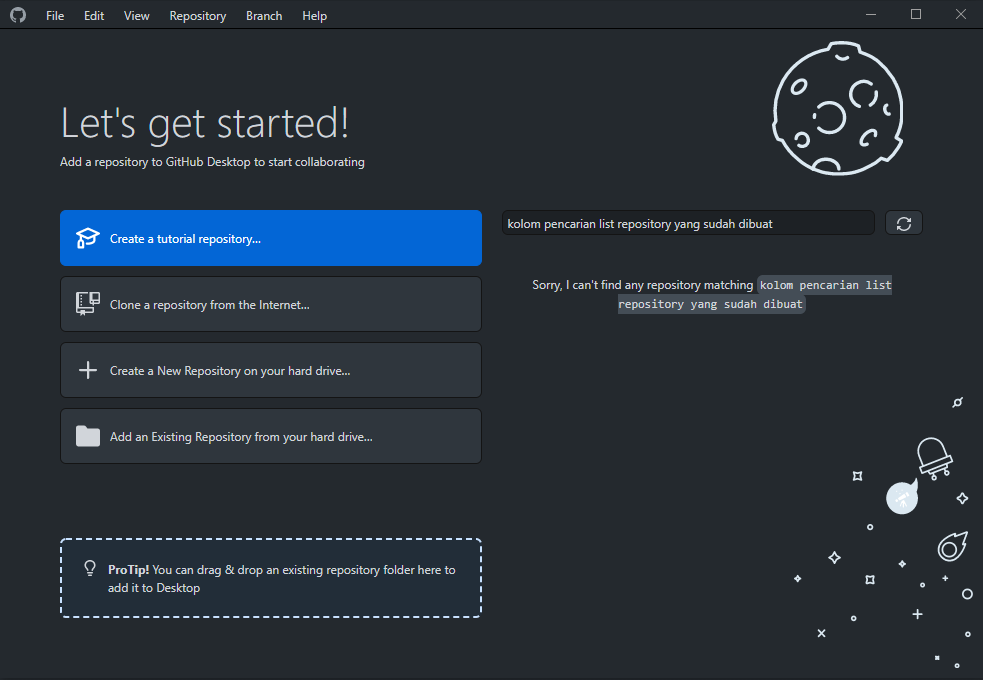 File Edit View Repository Branch Help
Let's get started!
Add a repository to GitHub Desktop to start collaborating
Create a tutorial repository...
Clone a repository from the Internet...
Create a New Repository on your hard drive...
Add an Existing Repository from your hard drive...
ProTip! You can drag & drop an existing repository folder here to
add it to Desktop
kolom pencarian list repository yang sudah dibuat
Sorry, I can't find any repository matching kolom pencarian list
repository yang sudah dibuat